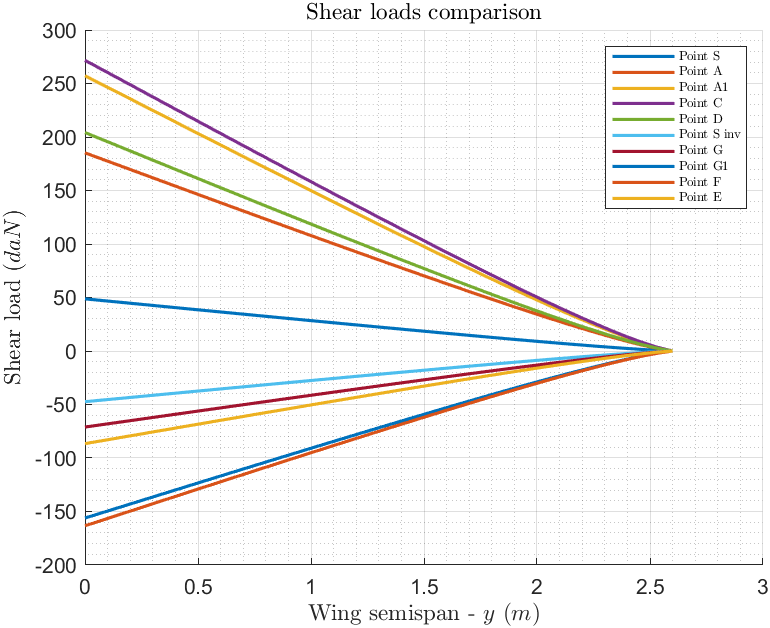 Shear loads comparison
300
250
200
150
100
50
0
-50
-100
-150
-200
Shear load (daN)
Point S
Point A
Point A1
Point C
Point D
Point S inv
Point G
Point G1
Point F
Point E
0 0.5 1 1.5 2 2.5 3
Wing semispan - y (m)